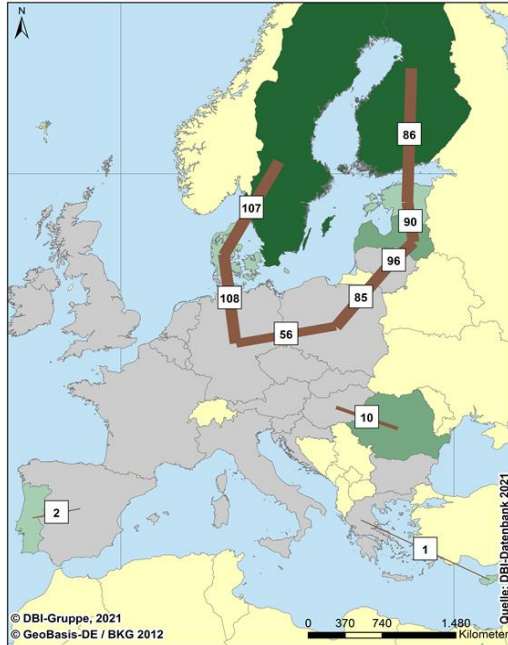 N
86
107
90
96
108
85
56
10
2
1
Quelle: DBI-Datenbank 2021
© DBI-Gruppe, 2021
© GeoBasis-DE / BKG 2012
0 370 740 1.480
Kilometer